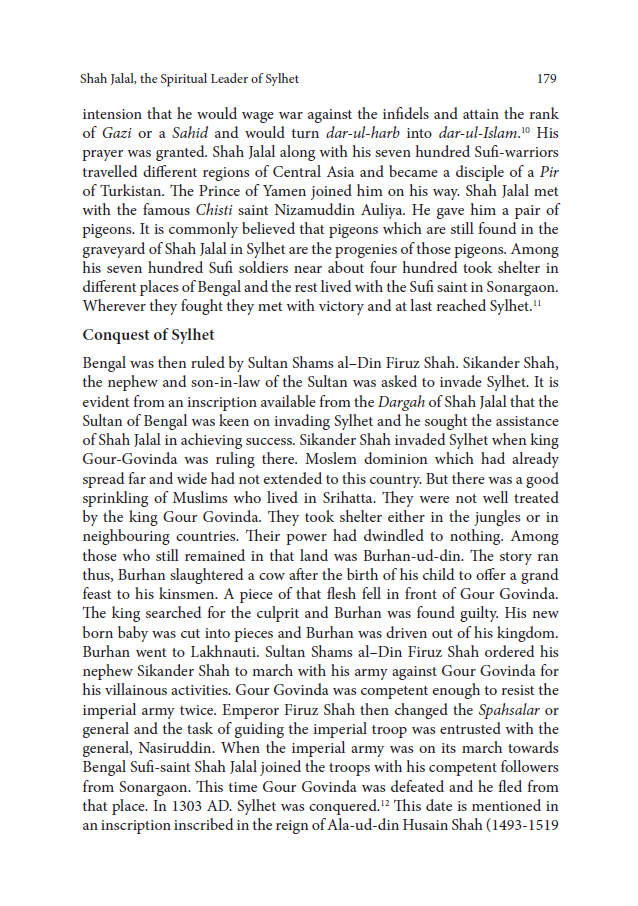 Shah Jalal, the Spiritual Leader of Sylhet 179
intension that he would wage war against the infidels and attain the rank
of Gazi or a Sahid and would turn dar-ul-harb into dar-ul-Islam.10 His
prayer was granted. Shah Jalal along with his seven hundred Sufi-warriors
travelled different regions of Central Asia and became a disciple of a Pir
of Turkistan. The Prince of Yamen joined him on his way. Shah Jalal met
with the famous Chisti saint Nizamuddin Auliya. He gave him a pair of
pigeons. It is commonly believed that pigeons which are still found in the
graveyard of Shah Jalal in Sylhet are the progenies of those pigeons. Among
his seven hundred Sufi soldiers near about four hundred took shelter in
different places of Bengal and the rest lived with the Sufi saint in Sonargaon.
Wherever they fought they met with victory and at last reached Sylhet.11
Conquest of Sylhet
Bengal was then ruled by Sultan Shams al–Din Firuz Shah. Sikander Shah,
the nephew and son-in-law of the Sultan was asked to invade Sylhet. It is
evident from an inscription available from the Dargah of Shah Jalal that the
Sultan of Bengal was keen on invading Sylhet and he sought the assistance
of Shah Jalal in achieving success. Sikander Shah invaded Sylhet when king
Gour-Govinda was ruling there. Moslem dominion which had already
spread far and wide had not extended to this country. But there was a good
sprinkling of Muslims who lived in Srihatta. They were not well treated
by the king Gour Govinda. They took shelter either in the jungles or in
neighbouring countries. Their power had dwindled to nothing. Among
those who still remained in that land was Burhan-ud-din. The story ran
thus, Burhan slaughtered a cow after the birth of his child to offer a grand
feast to his kinsmen. A piece of that flesh fell in front of Gour Govinda.
The king searched for the culprit and Burhan was found guilty. His new
born baby was cut into pieces and Burhan was driven out of his kingdom.
Burhan went to Lakhnauti. Sultan Shams al–Din Firuz Shah ordered his
nephew Sikander Shah to march with his army against Gour Govinda for
his villainous activities. Gour Govinda was competent enough to resist the
imperial army twice. Emperor Firuz Shah then changed the Spahsalar or
general and the task of guiding the imperial troop was entrusted with the
general, Nasiruddin. When the imperial army was on its march towards
Bengal Sufi-saint Shah Jalal joined the troops with his competent followers
from Sonargaon. This time Gour Govinda was defeated and he fled from
that place. In 1303 AD. Sylhet was conquered.12 This date is mentioned in
an inscription inscribed in the reign of Ala-ud-din Husain Shah (1493-1519